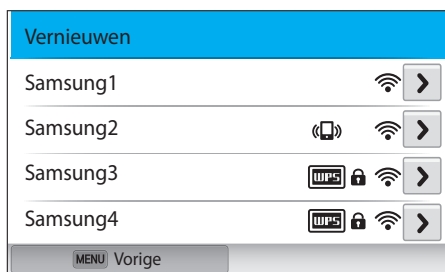 Vernieuwen
Samsung1
Samsung2
Samsung3 WPS
Samsung4 WPS
MENU Vorige